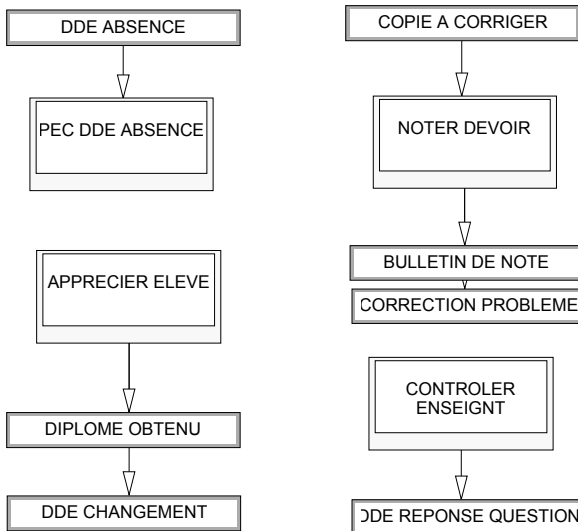 DDE ABSENCE
PEC DDE ABSENCE
APPRECIER ELEVE
DIPLOME OBTENU
DDE CHANGEMENT
COPIE A CORRIGER
NOTER DEVOIR
BULLETIN DE NOTE
CORRECTION PROBLEME
CONTROLER
ENSEIGNT
DDE REPONSE QUESTION